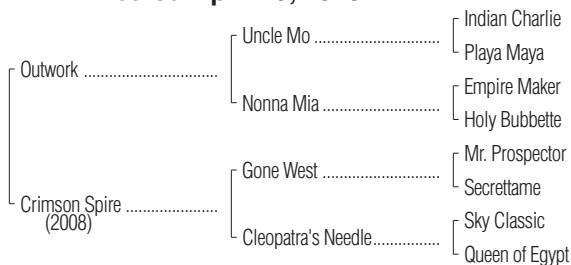 Indian Charlie
Uncle Mo
Playa Maya
Outwork
Empire Maker
Nonna Mia
Holy Bubbette
Mr. Prospector
Gone West
Secrettame
Crimson Spire
(2008)
Sky Classic
Cleopatra's Needle
Queen of Egypt